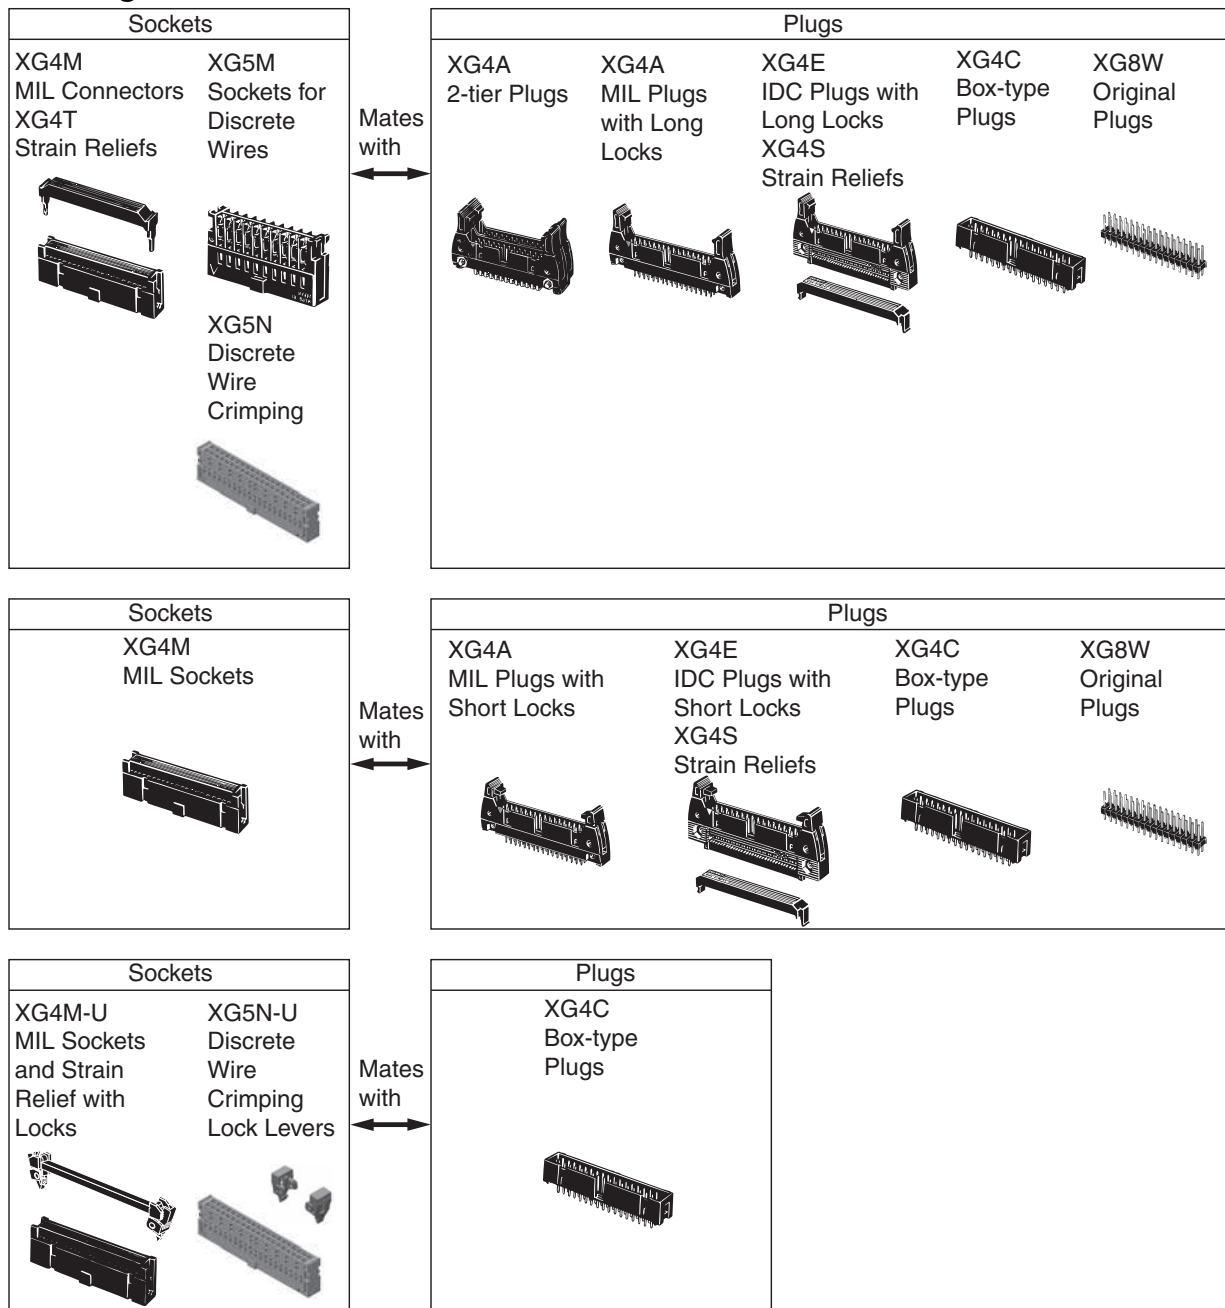 Sockets
XG4M
MIL Connectors
XG4T
Strain Reliefs
XG5M
Sockets for
Discrete
Wires
XG5N
Discrete
Wire
Crimping
Mates
with
Plugs
XG4A
2-tier Plugs
XG4A
MIL Plugs
with Long
Locks
XG4E
IDC Plugs with
Long Locks
XG4S
Strain Reliefs
XG4C
Box-type
Plugs
XG8W
Original
Plugs
Sockets
XG4M
MIL Sockets
Mates
with
Plugs
XG4A
MIL Plugs with
Short Locks
XG4E
IDC Plugs with
Short Locks
XG4S
Strain Reliefs
XG4C
Box-type
Plugs
XG8W
Original
Plugs
Sockets
XG4M-U
MIL Sockets
and Strain
Relief with
Locks
XG5N-U
Discrete
Wire
Crimping
Lock Levers
Mates
with
Plugs
XG4C
Box-type
Plugs